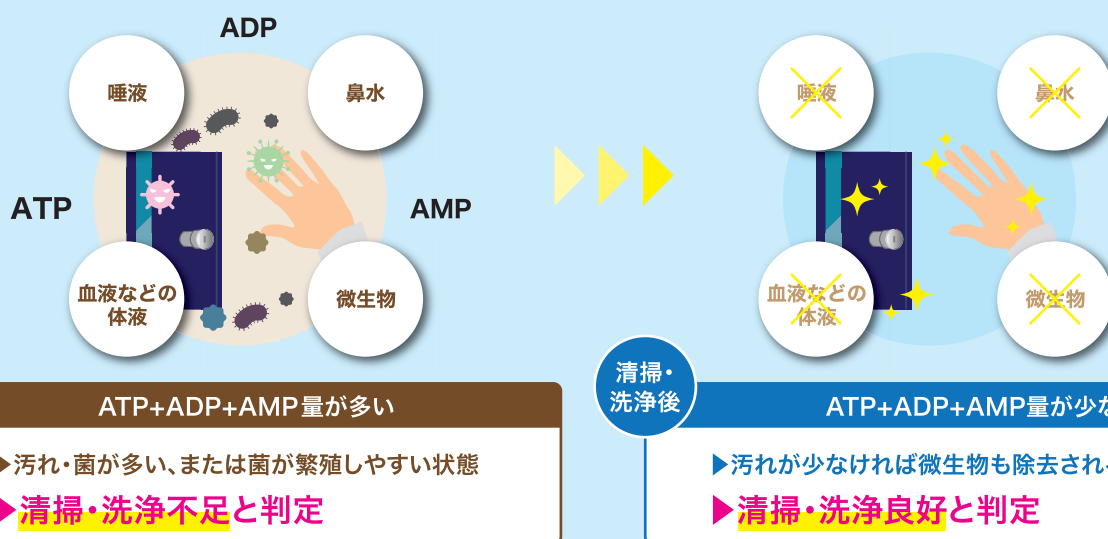 ADP
唾液
鼻水
ATP
AMP
血液などの
体液
微生物
ATP+ADP+AMP量が多い
▶汚れ・菌が多い、または菌が繁殖しやすい状態
▶清掃・洗浄不足と判定
唾液
鼻水
血液などの
体液
微生物
清掃・
洗浄後
ATP+ADP+AMP量が少な
▶汚れが少なければ微生物も除去され
▶清掃・洗浄良好と判定